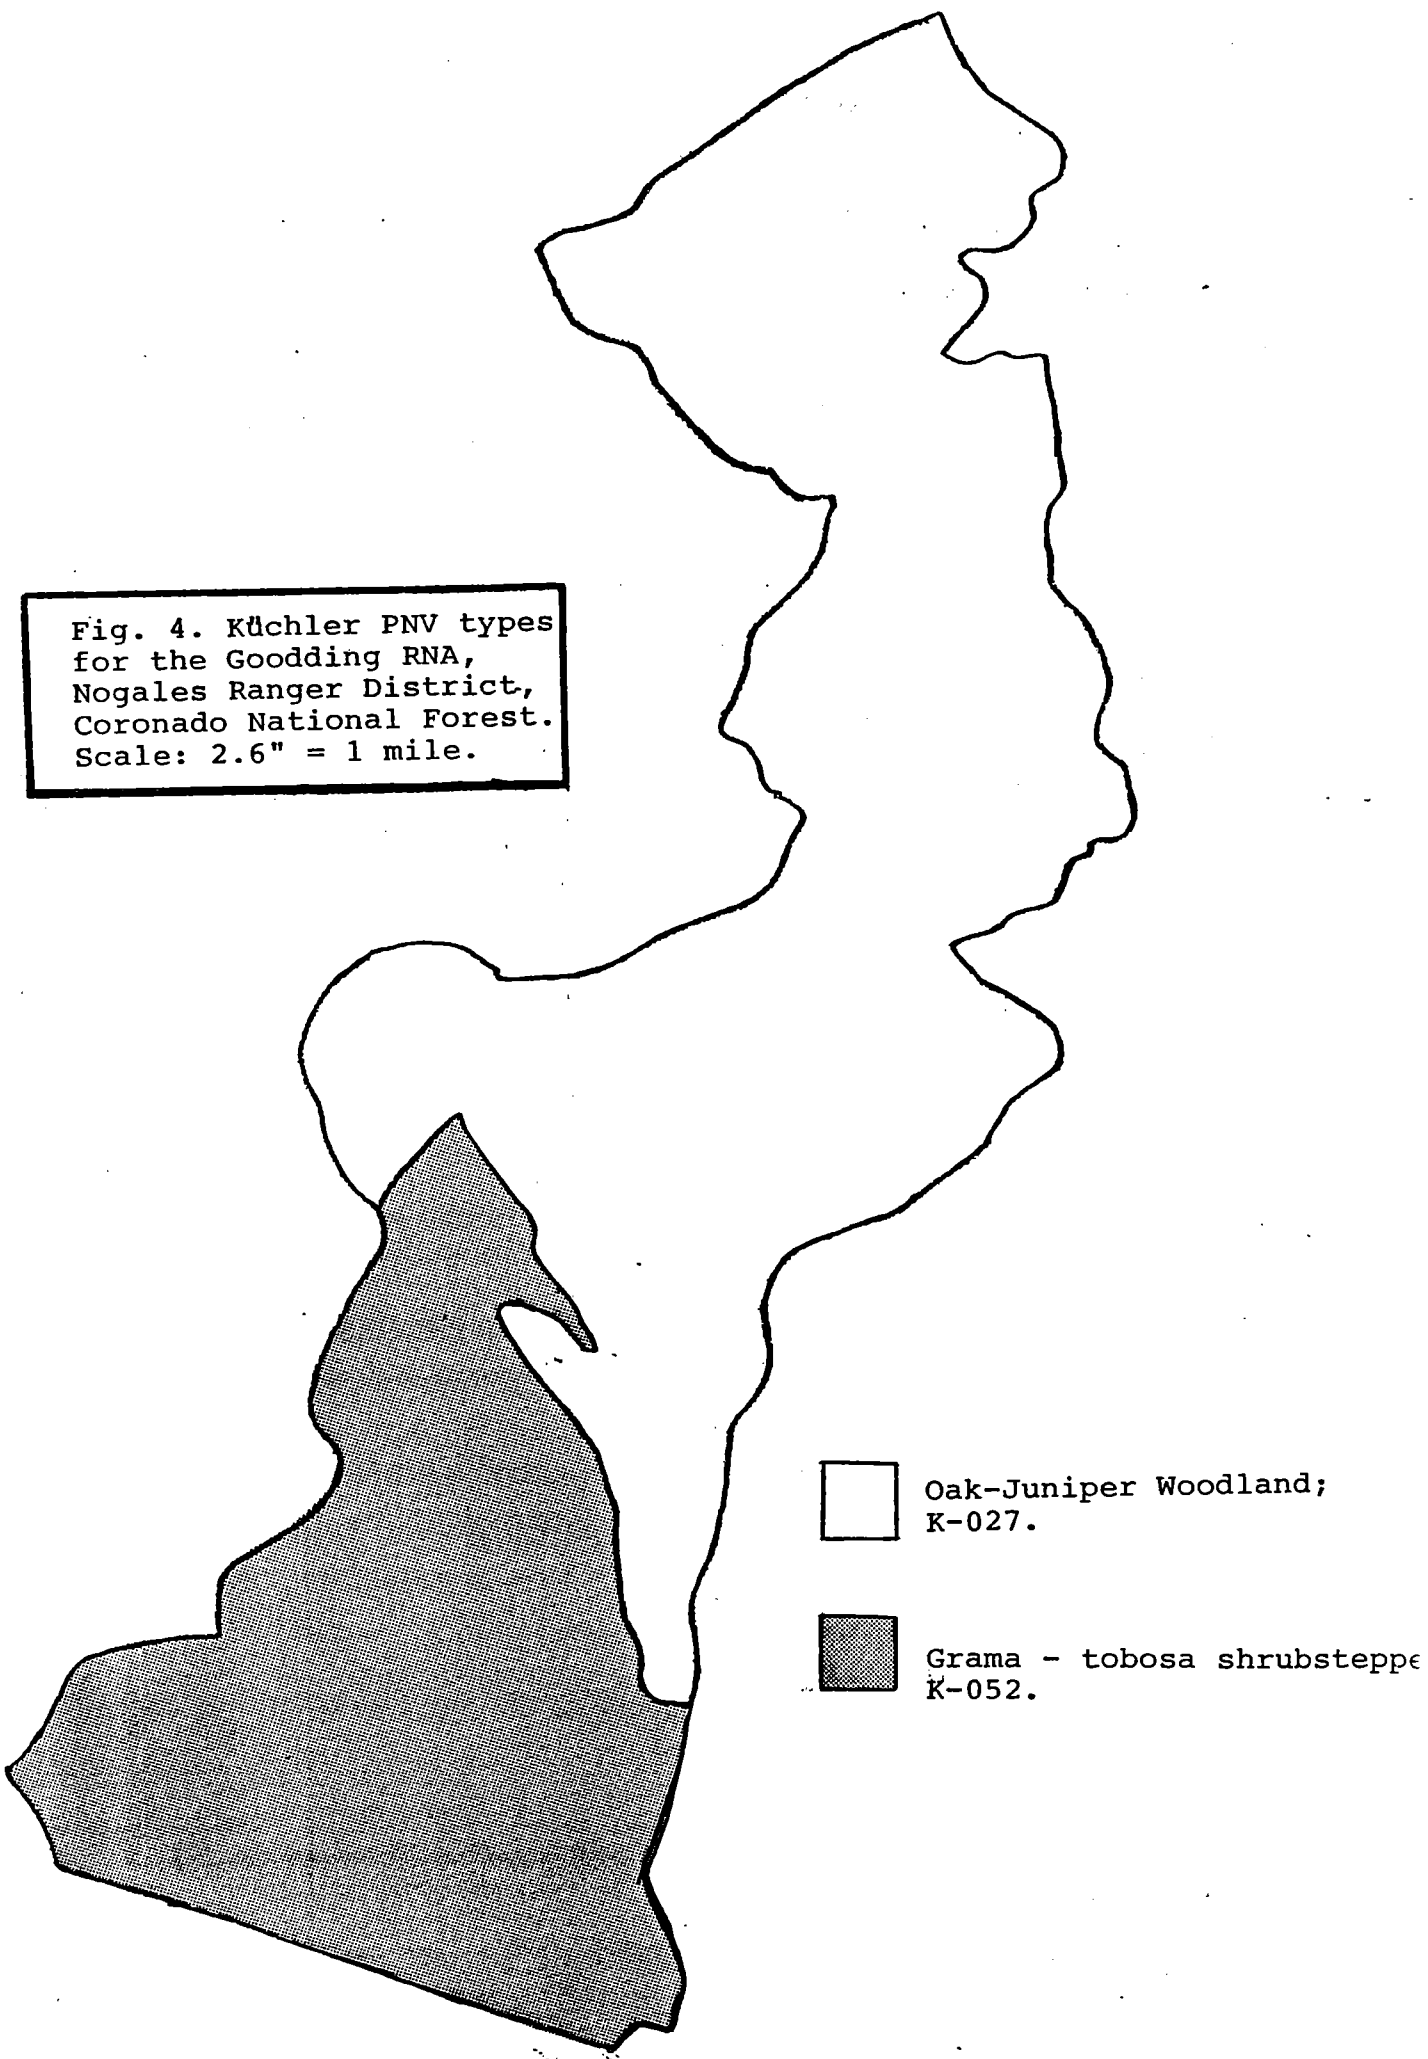 Fig. 4. Küchler PNV types
for the Goodding RNA,
Nogales Ranger District,
Coronado National Forest.
Scale: 2.6" = 1 mile.
Oak-Juniper Woodland;
K-027.
Grama - tobosa shrubsteppe
K-052.